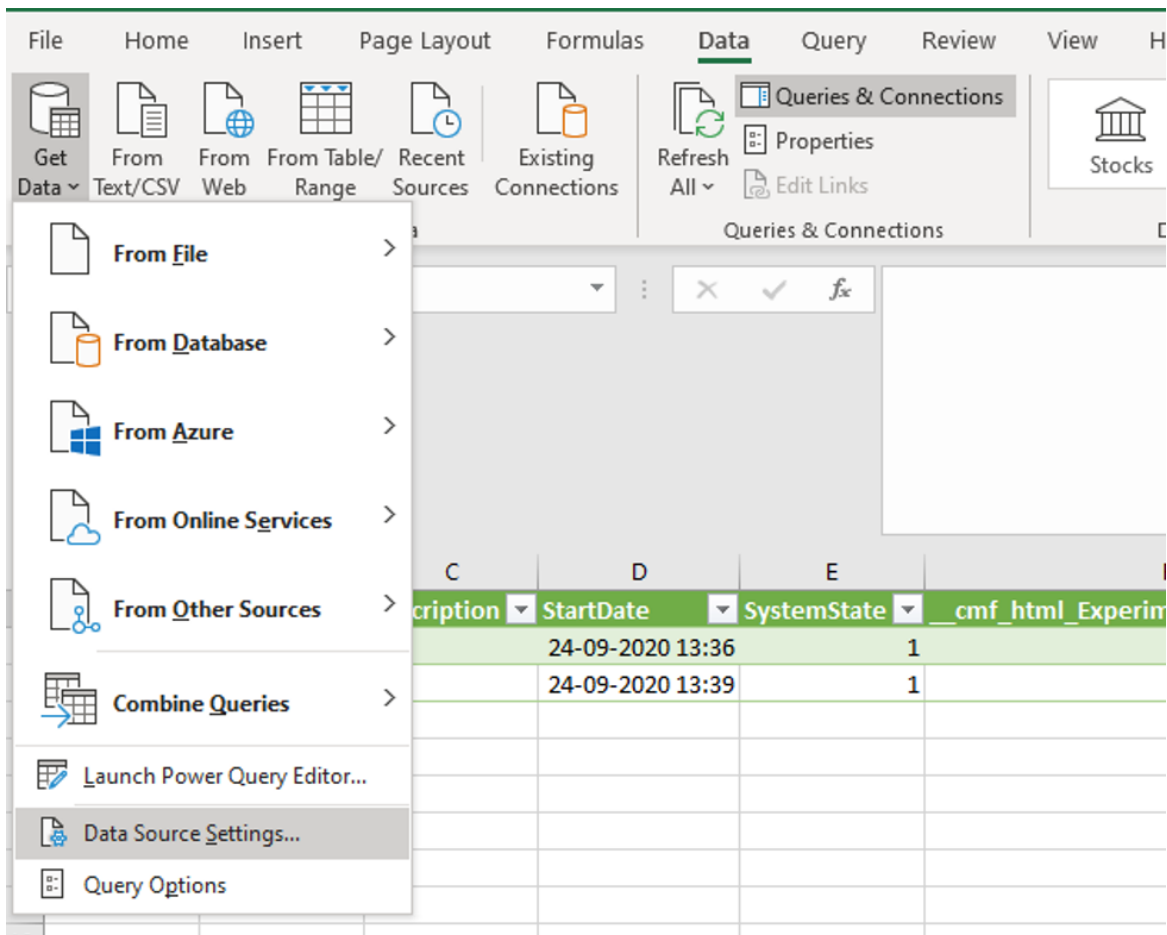 File Home Insert Page Layout Formulas Data Query Review View H
Get Data
From Text/CSV
From Web
From Table/ Range
Recent Sources
Existing Connections
Refresh All
Queries & Connections
Properties
Edit Links
Stocks
Queries & Connections
From File
From Database
From Azure
From Online Services
From Other Sources
Combine Queries
Launch Power Query Editor...
Data Source Settings...
Query Options
fx
C D E
cription StartDate SystemState __cmf_html_Experim
24-09-2020 13:36 1
24-09-2020 13:39 1